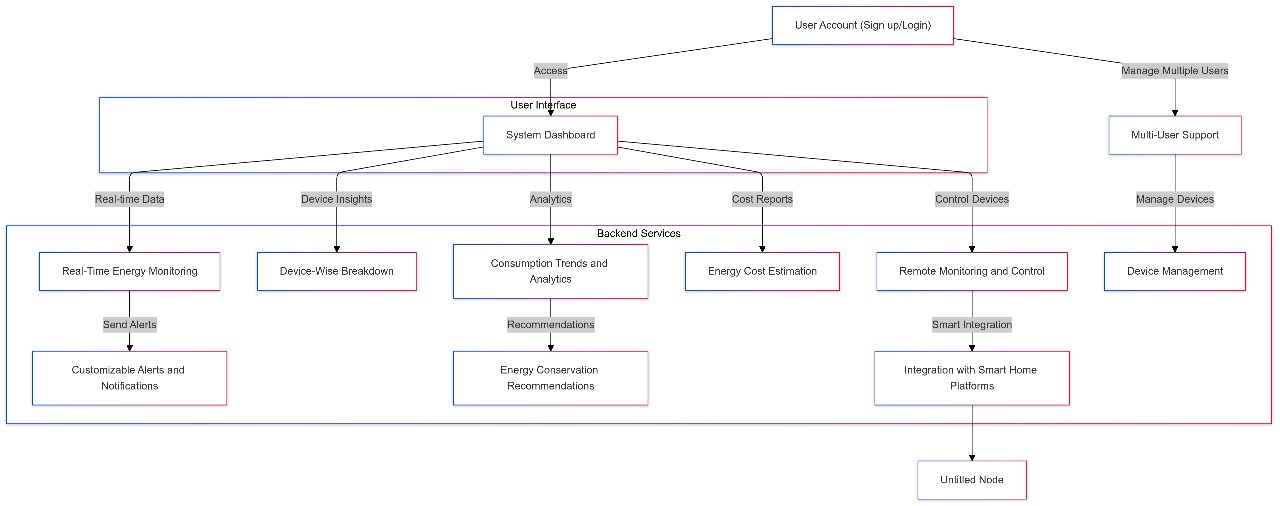 User Account (Sign up/Login)
Access
Manage Multiple Users
User Interface
System Dashboard
Multi-User Support
Real-time Data
Device Insights
Analytics
Cost Reports
Control Devices
Manage Devices
Backend Services
Real-Time Energy Monitoring
Device-Wise Breakdown
Consumption Trends and
Analytics
Energy Cost Estimation
Remote Monitoring and Control
Device Management
Send Alerts
Recommendations
Smart Integration
Customizable Alerts and
Notifications
Energy Conservation
Recommendations
Integration with Smart Home
Platforms
Untitled Node